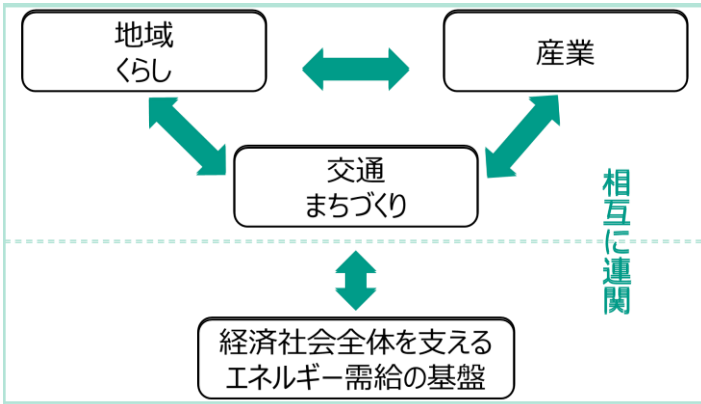 地域
くらし
産業
交通
まちづくり
相互に連関
経済社会全体を支える
エネルギー需給の基盤